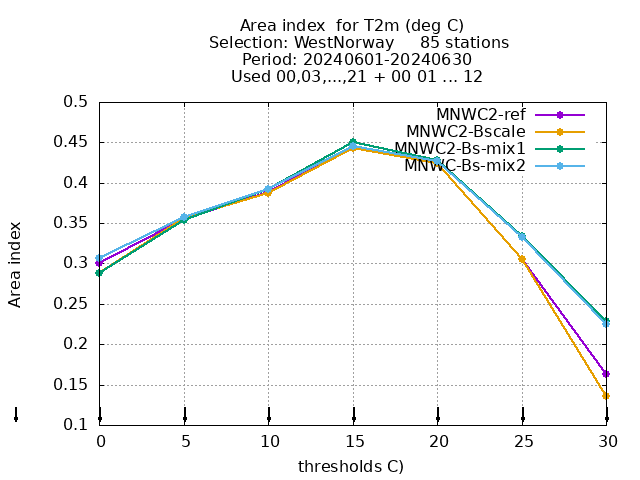 Area index  for T2m (deg C)
Selection: WestNorway     85 stations
Period: 20240601-20240630
Used 00,03,...,21 + 00 01 ... 12
MNWC2-ref
MNWC2-Bscale
MNWC2-Bs-mix1
MNWC-Bs-mix2
0.5
0.45
0.4
0.35
0.3
0.25
0.2
0.15
0.1
Area index
0 5 10 15 20 25 30
thresholds C)